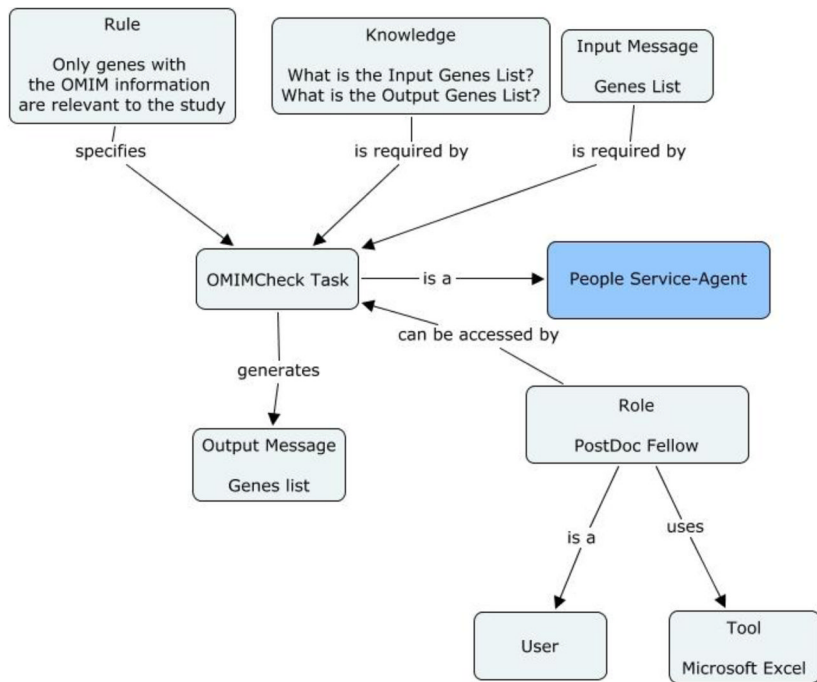 Rule
Only genes with
the OMIM information
are relevant to the study
Knowledge
What is the Input Genes List?
What is the Output Genes List?
Input Message
Genes List
specifies
is required by
is required by
OMIMCheck Task
is a
People Service-Agent
can be accessed by
generates
Role
PostDoc Fellow
Output Message
Genes list
is a
uses
User
Tool
Microsoft Excel